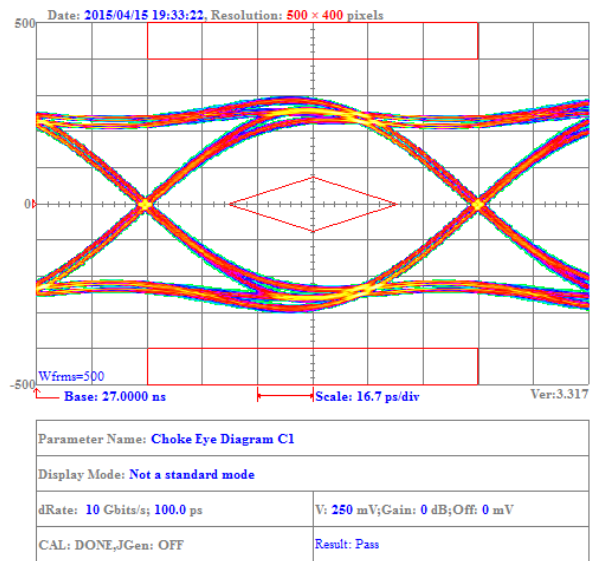 Date: 2015/04/15 19:33:22, Resolution: 500 × 400 pixels
500
0
-500
Wfrms=500
Base: 27.0000 ns
Scale: 16.7 ps/div
Ver:3.317
Parameter Name: Choke Eye Diagram C1
Display Mode: Not a standard mode
dRate: 10 Gbits/s; 100.0 ps
V: 250 mV;Gain: 0 dB;Off: 0 mV
CAL: DONE,JGen: OFF
Result: Pass